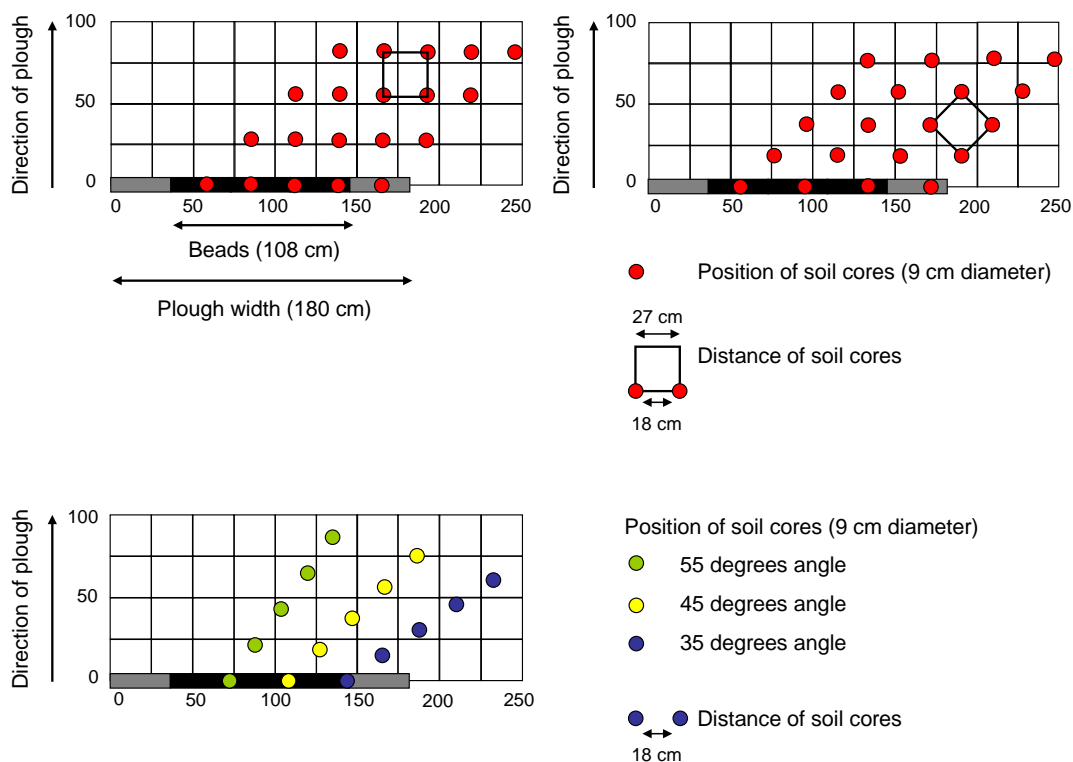 Direction of plough
100
50
0
0 50 100 150 200 250
Beads (108 cm)
Plough width (180 cm)
Direction of plough
100
50
0
0 50 100 150 200 250
Position of soil cores (9 cm diameter)
27 cm
Distance of soil cores
18 cm
Direction of plough
100
50
0
0 50 100 150 200 250
Position of soil cores (9 cm diameter)
55 degrees angle
45 degrees angle
35 degrees angle
Distance of soil cores
18 cm